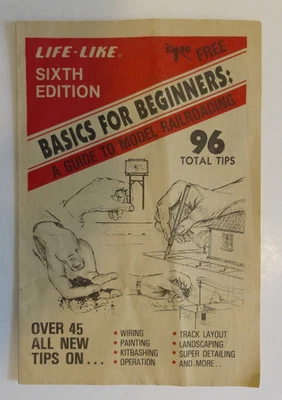 LIFE-LIKE®
SIXTH
EDITION
FREE
BASICS FOR BEGINNERS:
A GUIDE TO MODEL RAILROADING
96
TOTAL TIPS
OVER 45
ALL NEW
TIPS ON...
• WIRING
• PAINTING
• KITBASHING
• OPERATION
• TRACK LAYOUT
• LANDSCAPING
• SUPER DETAILING
• AND MORE...